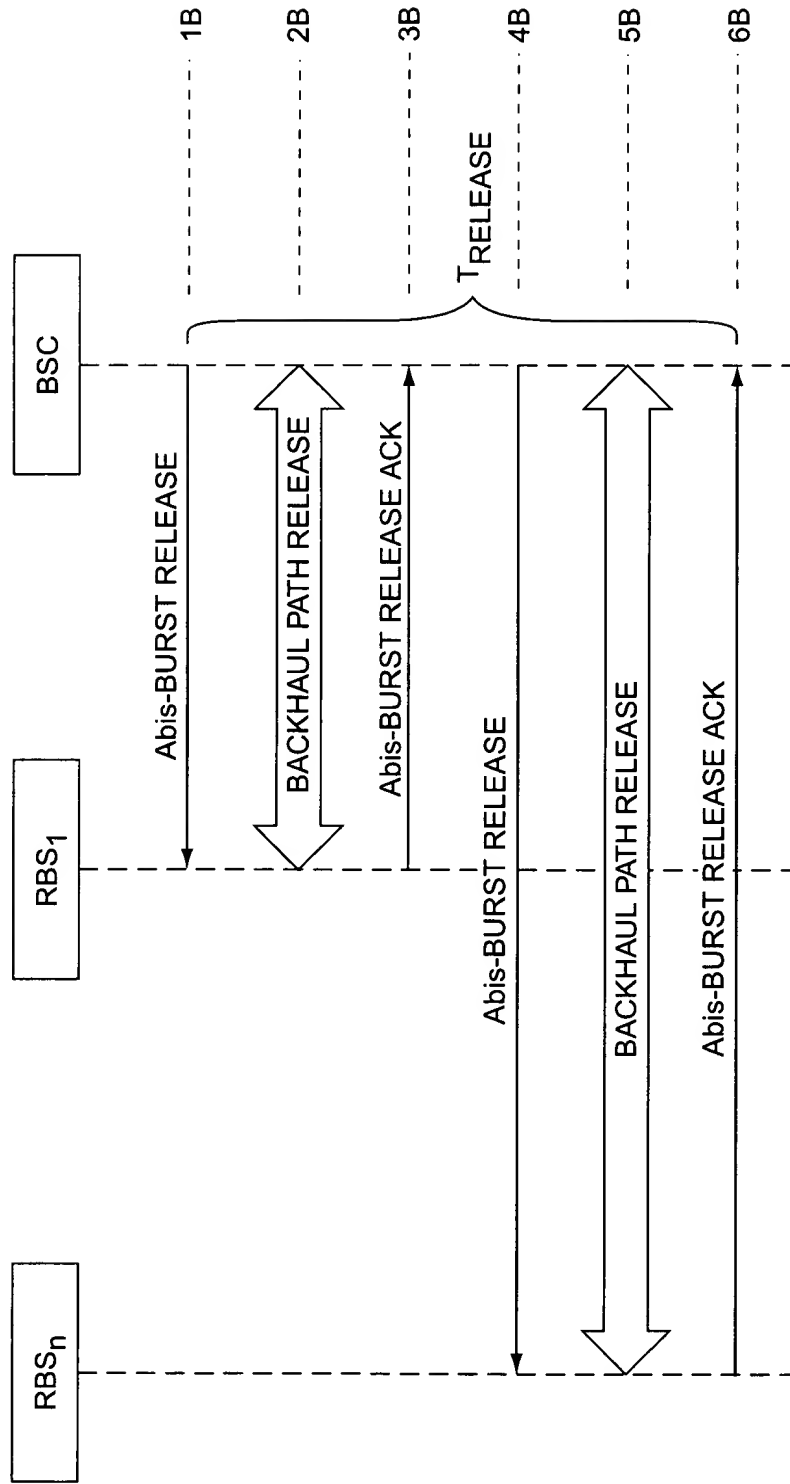 RBSn
RBS1
BSC
Abis-BURST RELEASE
1B
BACKHAUL PATH RELEASE
2B
Abis-BURST RELEASE ACK
3B
TRELEASE
Abis-BURST RELEASE
4B
BACKHAUL PATH RELEASE
5B
Abis-BURST RELEASE ACK
6B